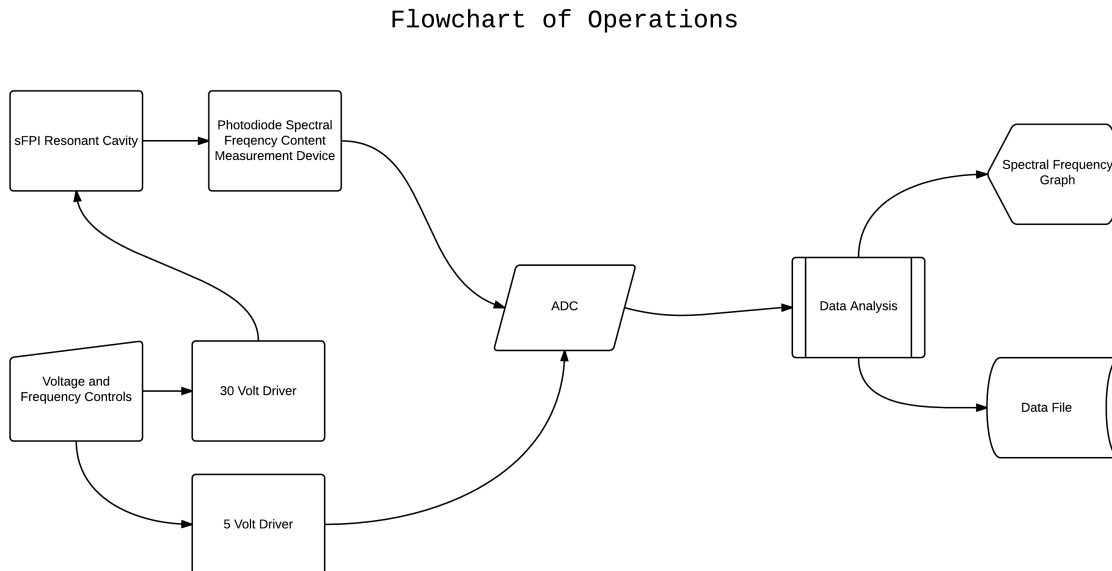 Flowchart of Operations
sFPI Resonant Cavity
Photodiode Spectral
Freqency Content
Measurement Device
Spectral Frequency
Graph
ADC
Data Analysis
Voltage and
Frequency Controls
30 Volt Driver
Data File
5 Volt Driver